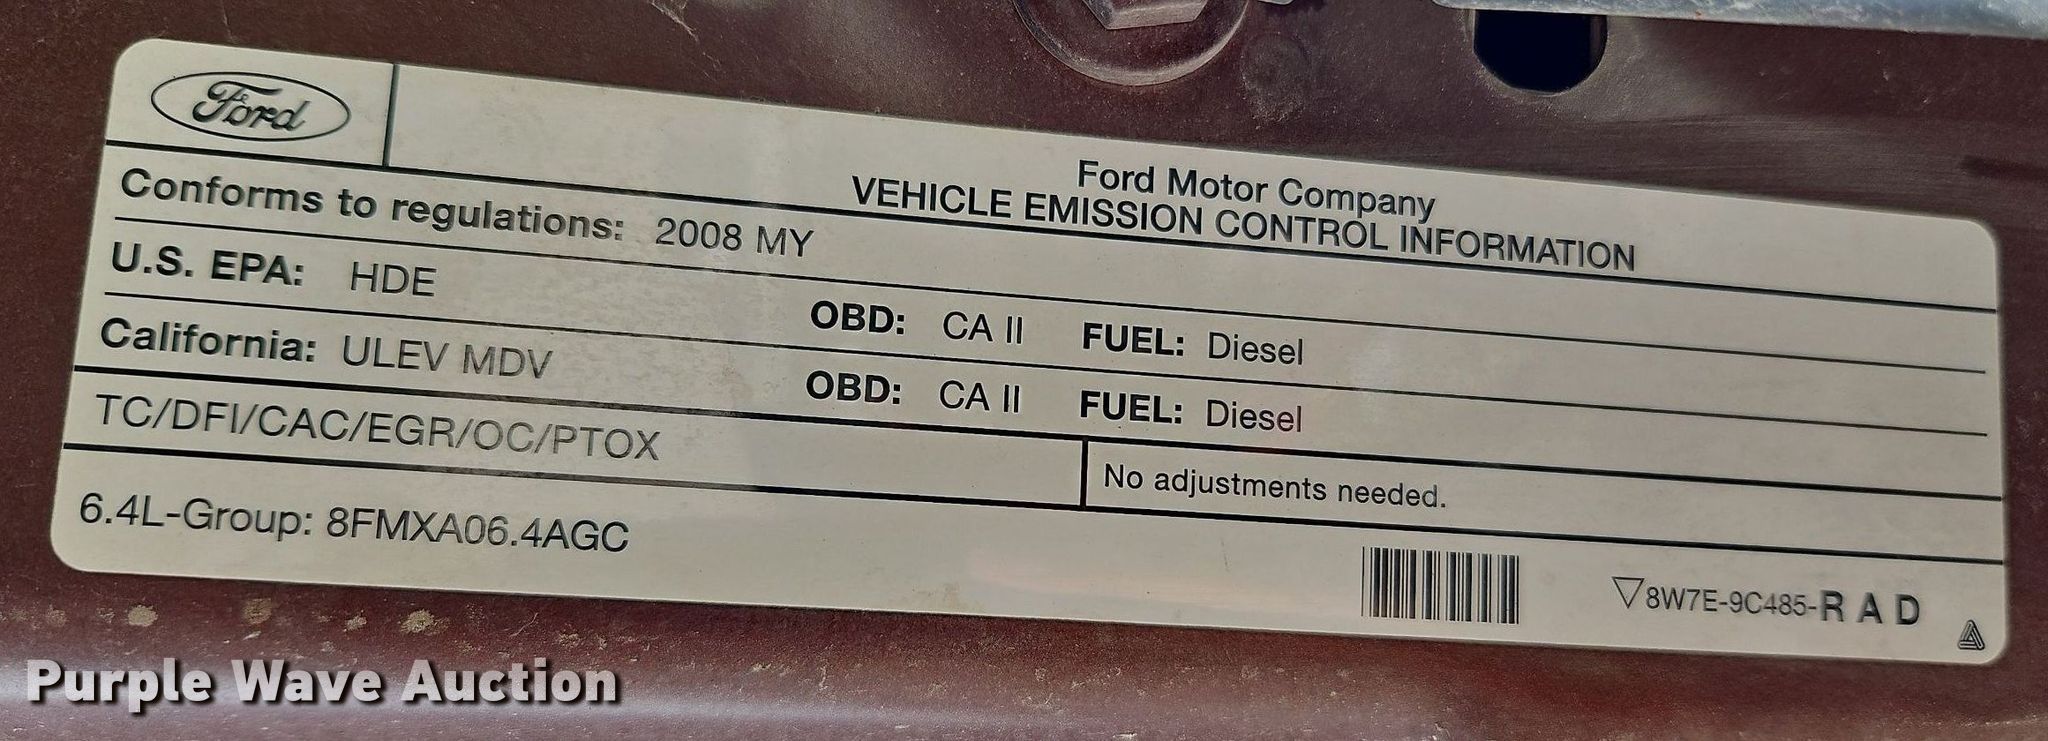 Ford
Ford Motor Company
VEHICLE EMISSION CONTROL INFORMATION
Conforms to regulations: 2008 MY
U.S. EPA: HDE OBD: CA II FUEL: Diesel
California: ULEV MDV OBD: CA II FUEL: Diesel
TC/DFI/CAC/EGR/OC/PTOX
No adjustments needed.
6.4L-Group: 8FMXA06.4AGC
▽8W7E-9C485-R A D
Purple Wave Auction